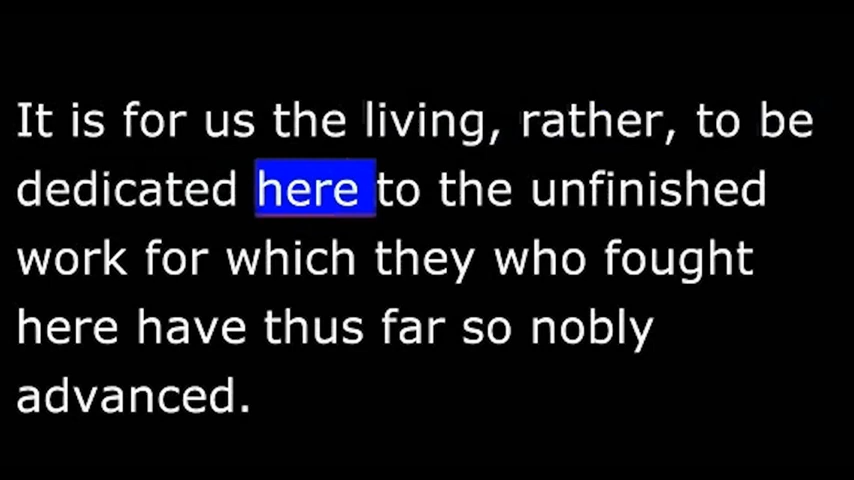 It is for us the living, rather, to be
dedicated here to the unfinished
work for which they who fought
here have thus far so nobly
advanced.